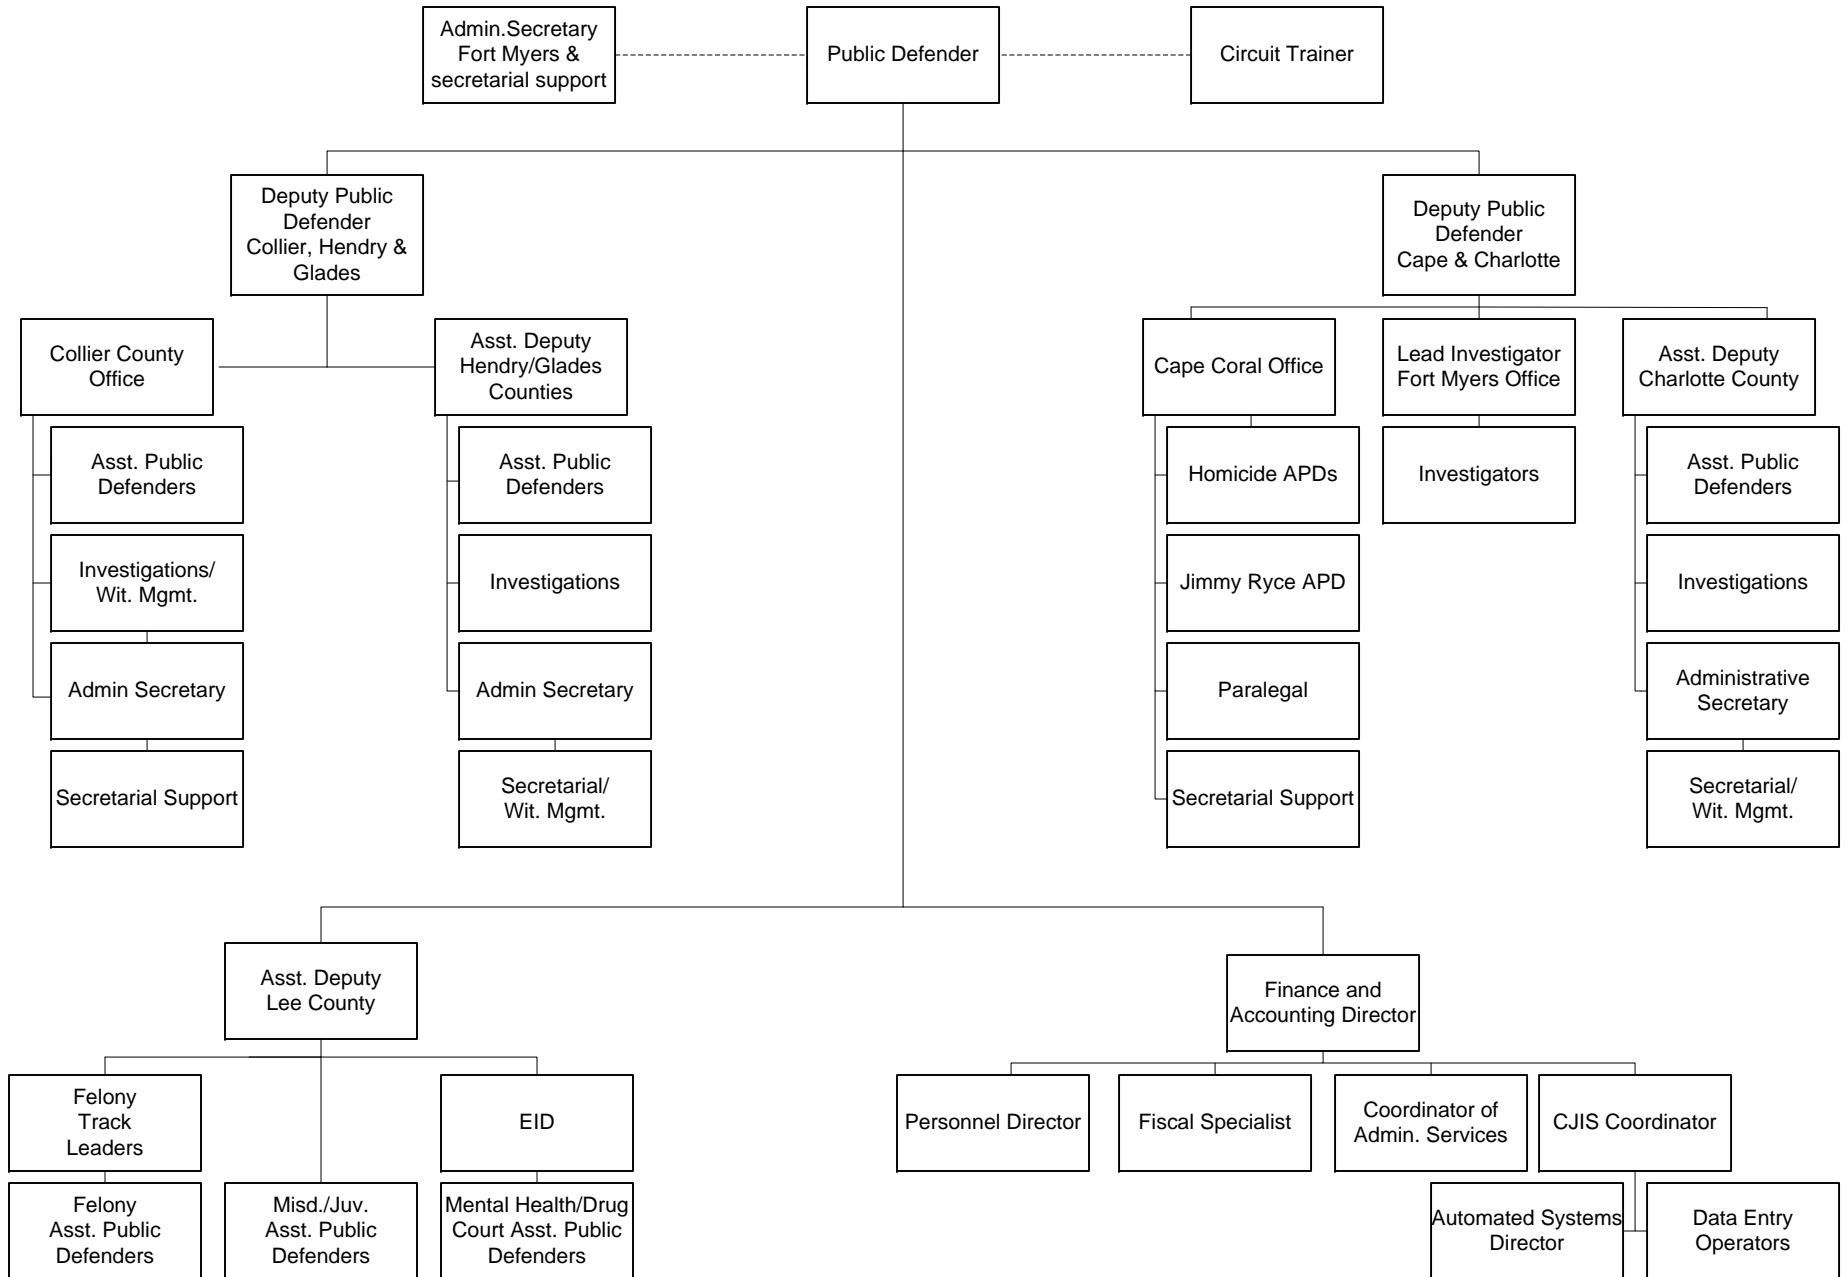 Admin.Secretary
Fort Myers &
secretarial support
Public Defender
Circuit Trainer
Deputy Public
Defender
Collier, Hendry &
Glades
Deputy Public
Defender
Cape & Charlotte
Collier County
Office
Asst. Deputy
Hendry/Glades
Counties
Cape Coral Office
Lead Investigator
Fort Myers Office
Asst. Deputy
Charlotte County
Asst. Public
Defenders
Asst. Public
Defenders
Homicide APDs
Investigators
Asst. Public
Defenders
Investigations/
Wit. Mgmt.
Investigations
Jimmy Ryce APD
Investigations
Admin Secretary
Admin Secretary
Paralegal
Administrative
Secretary
Secretarial Support
Secretarial/
Wit. Mgmt.
Secretarial Support
Secretarial/
Wit. Mgmt.
Asst. Deputy
Lee County
Finance and
Accounting Director
Felony
Track
Leaders
EID
Personnel Director
Fiscal Specialist
Coordinator of
Admin. Services
CJIS Coordinator
Felony
Asst. Public
Defenders
Misd./Juv.
Asst. Public
Defenders
Mental Health/Drug
Court Asst. Public
Defenders
Automated Systems
Director
Data Entry
Operators